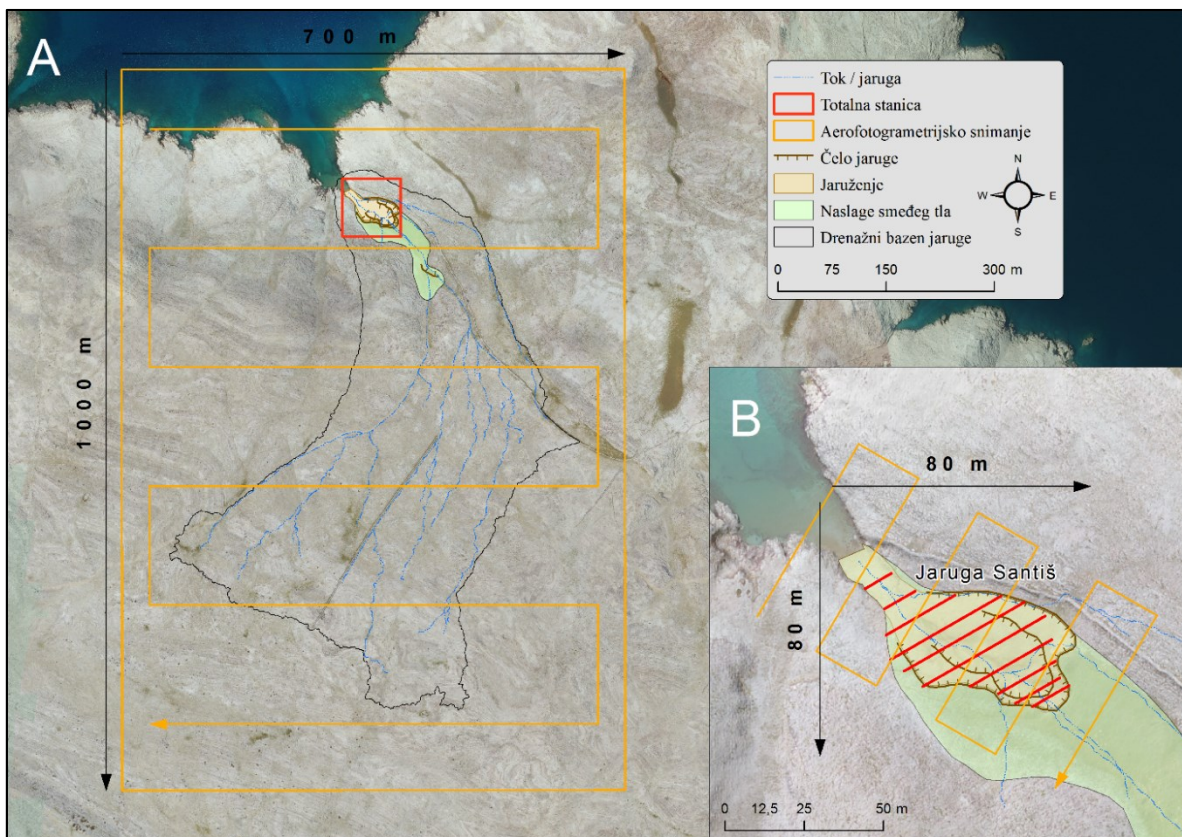 A
700 m
1000 m
Tok / jaruga
Totalna stanica
Aerofotogrametrijsko snimanje
Čelo jaruge
Jaruženje
Naslage smeđeg tla
Drenažni bazen jaruge
N
W E
S
0 75 150 300 m
B
80 m
80 m
Jaruga Santiš
0 12,5 25 50 m